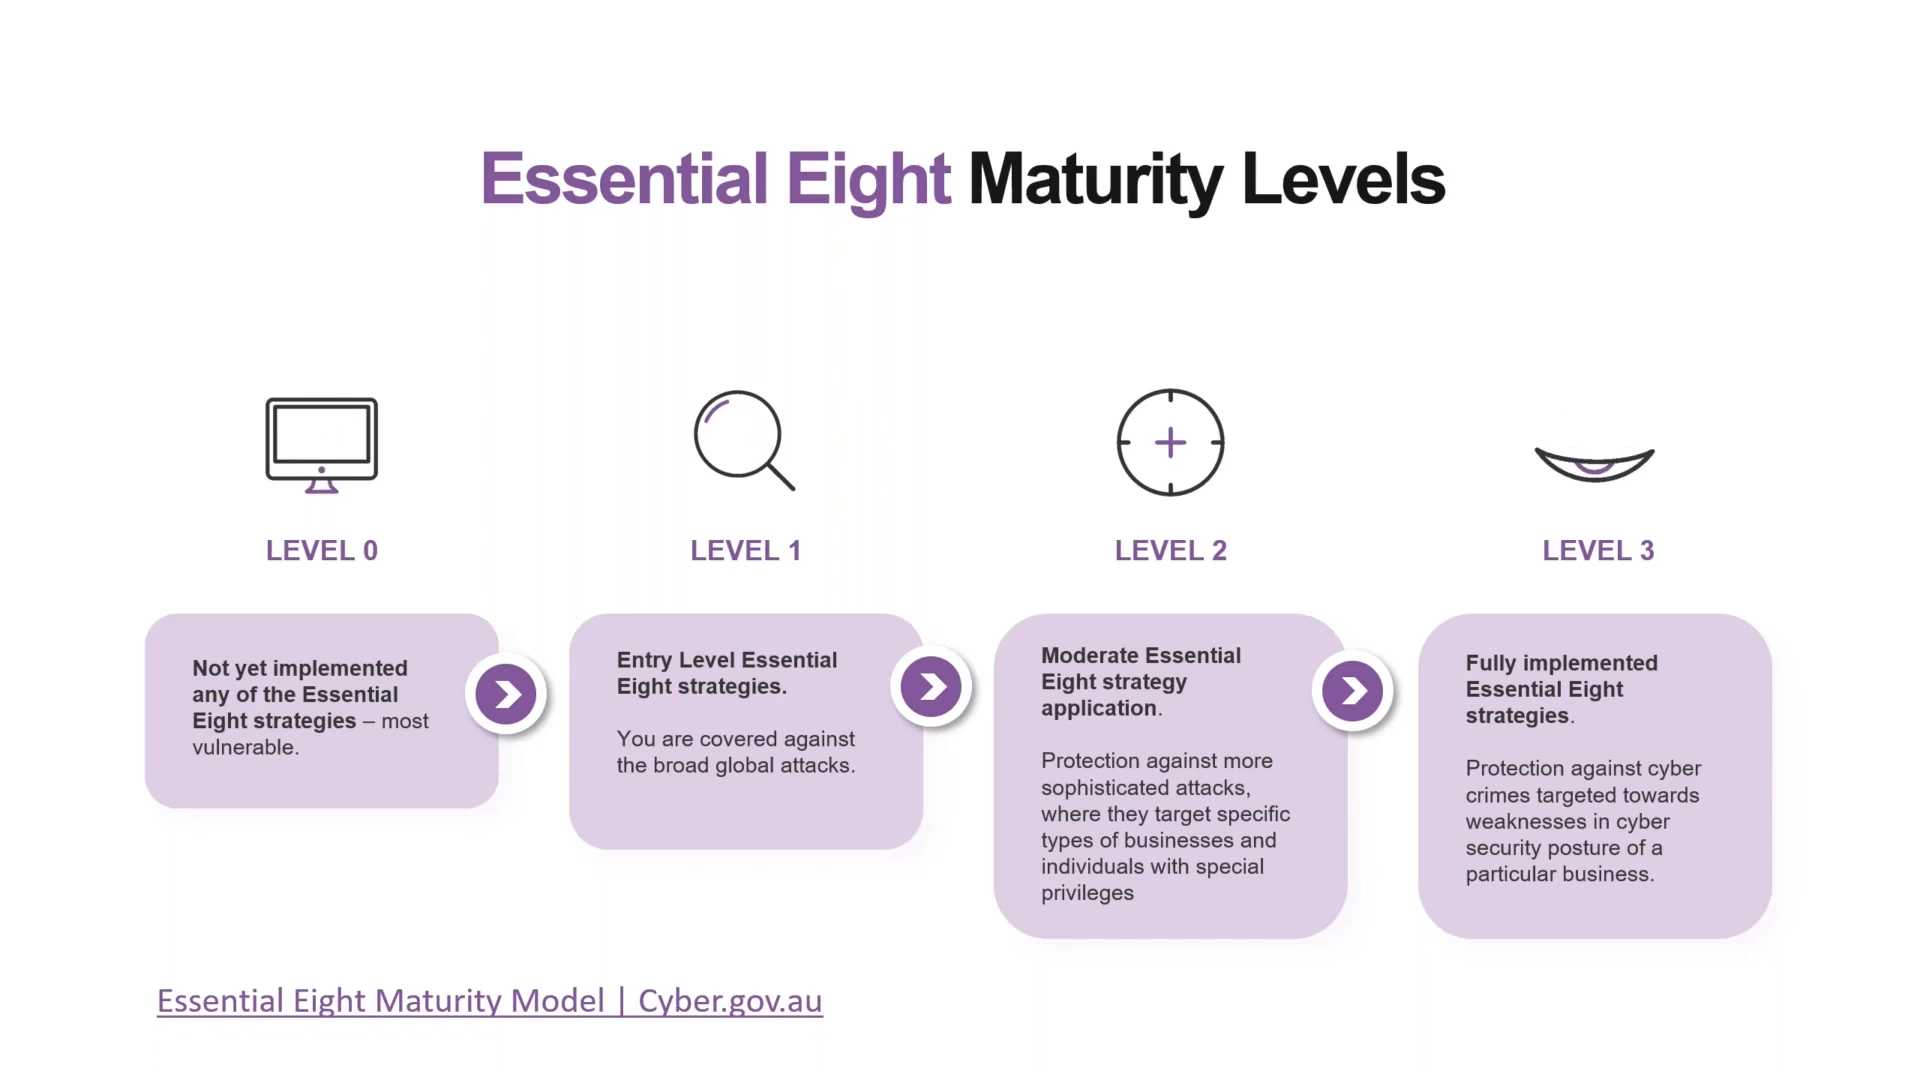 Essential Eight Maturity Levels
LEVEL 0
Not yet implemented
any of the Essential
Eight strategies – most
vulnerable.
LEVEL 1
Entry Level Essential
Eight strategies.
You are covered against
the broad global attacks.
LEVEL 2
Moderate Essential
Eight strategy
application.
Protection against more
sophisticated attacks,
where they target specific
types of businesses and
individuals with special
privileges
LEVEL 3
Fully implemented
Essential Eight
strategies.
Protection against cyber
crimes targeted towards
weaknesses in cyber
security posture of a
particular business.
Essential Eight Maturity Model | Cyber.gov.au